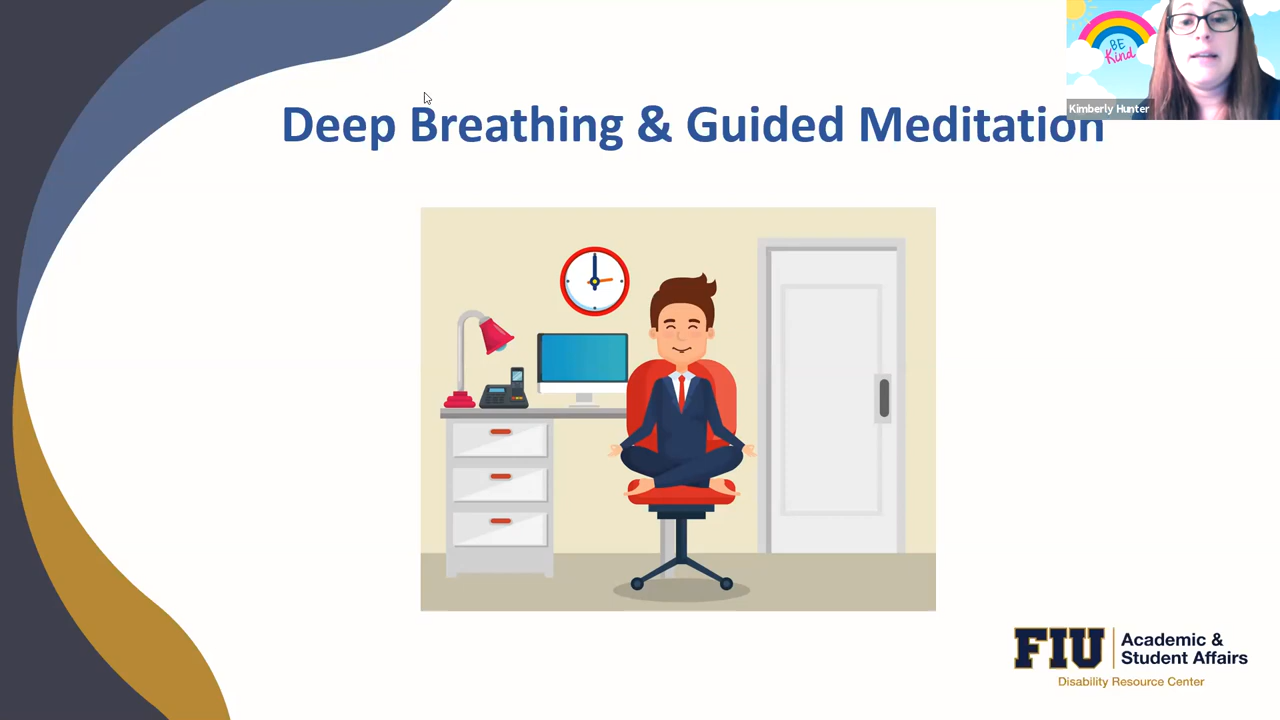 BE
Kind
Kimberly Hunter
Deep Breathing & Guided Meditation
FIU
Academic &
Student Affairs
Disability Resource Center